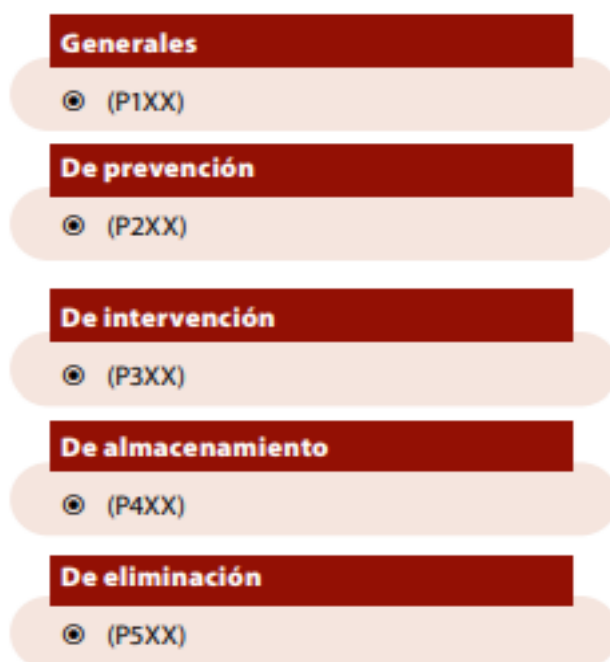 Generales
(P1XX)
De prevención
(P2XX)
De intervención
(P3XX)
De almacenamiento
(P4XX)
De eliminación
(P5XX)